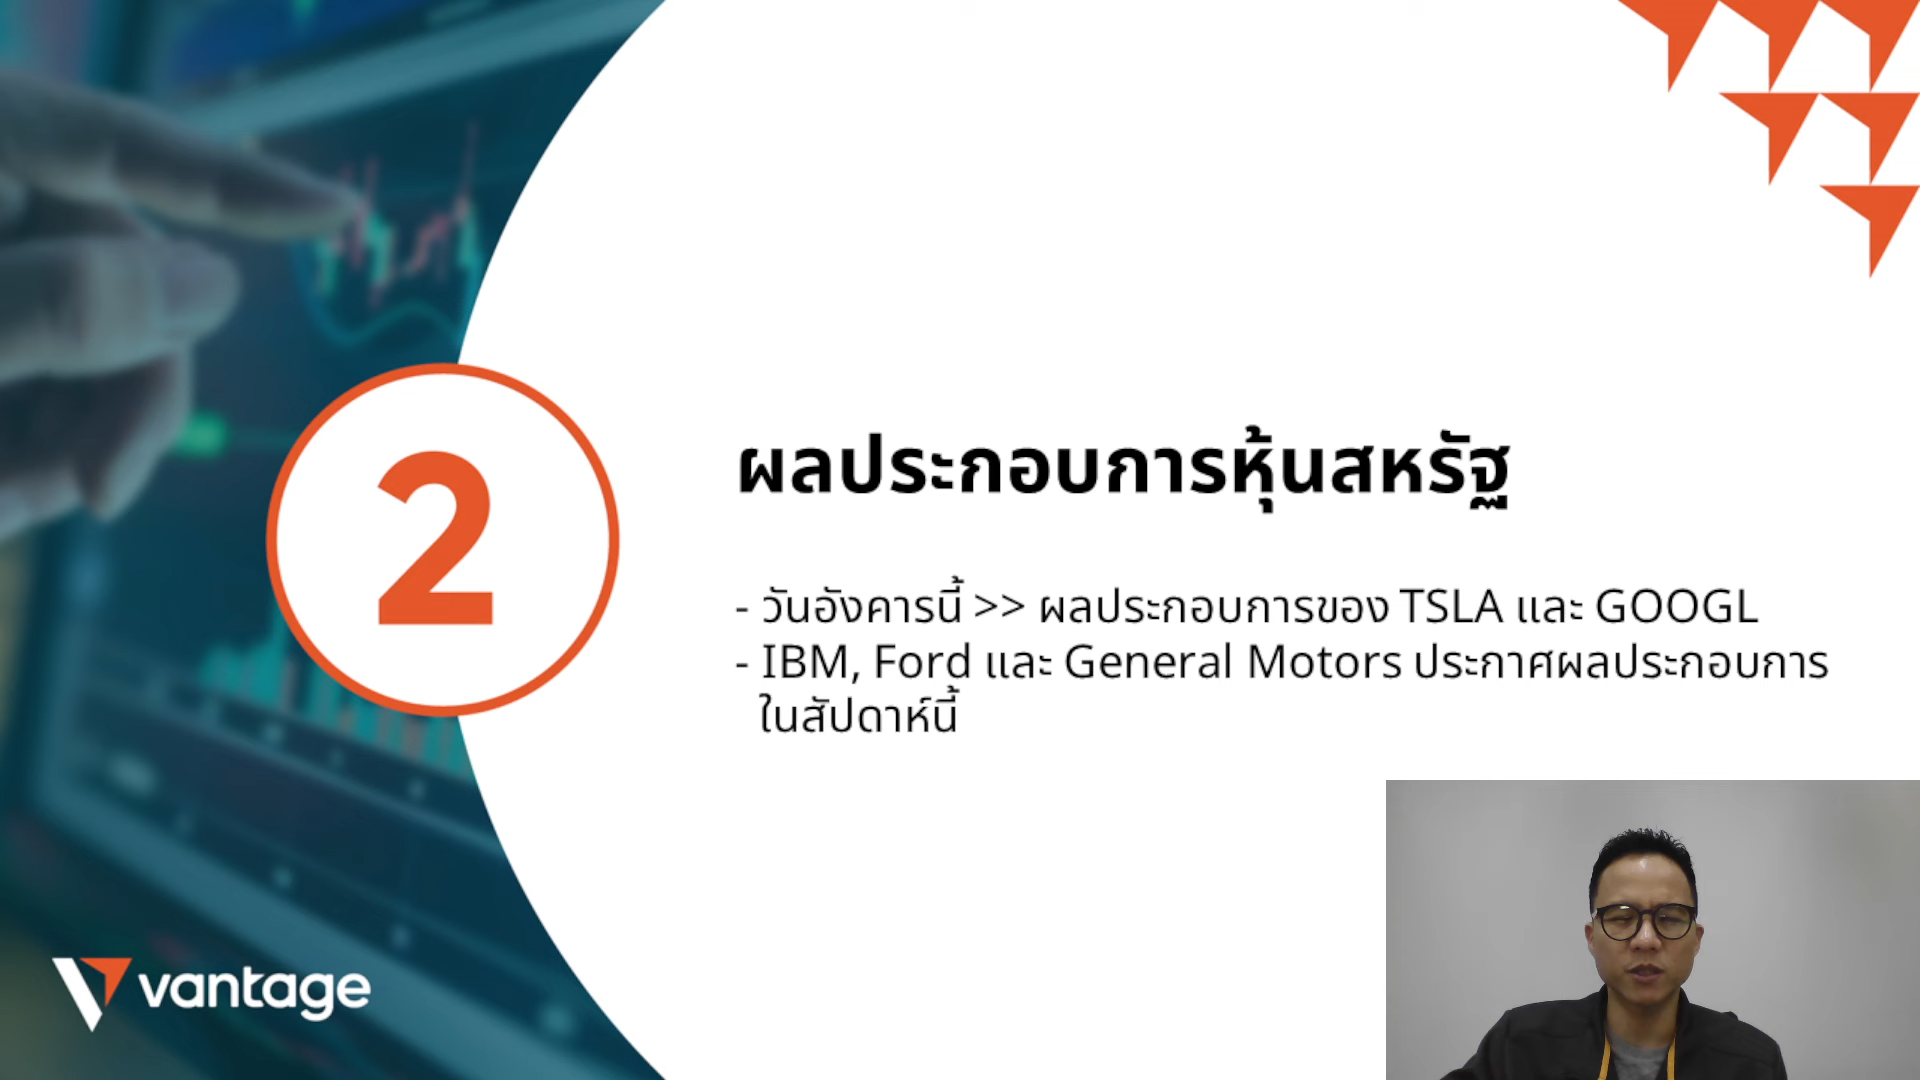 2
ผลประกอบการหุ้นสหรัฐ
- วันอังคารนี้ >> ผลประกอบการของ TSLA และ GOOGL
- IBM, Ford และ General Motors ประกาศผลประกอบการ
ในสัปดาห์นี้
vantage